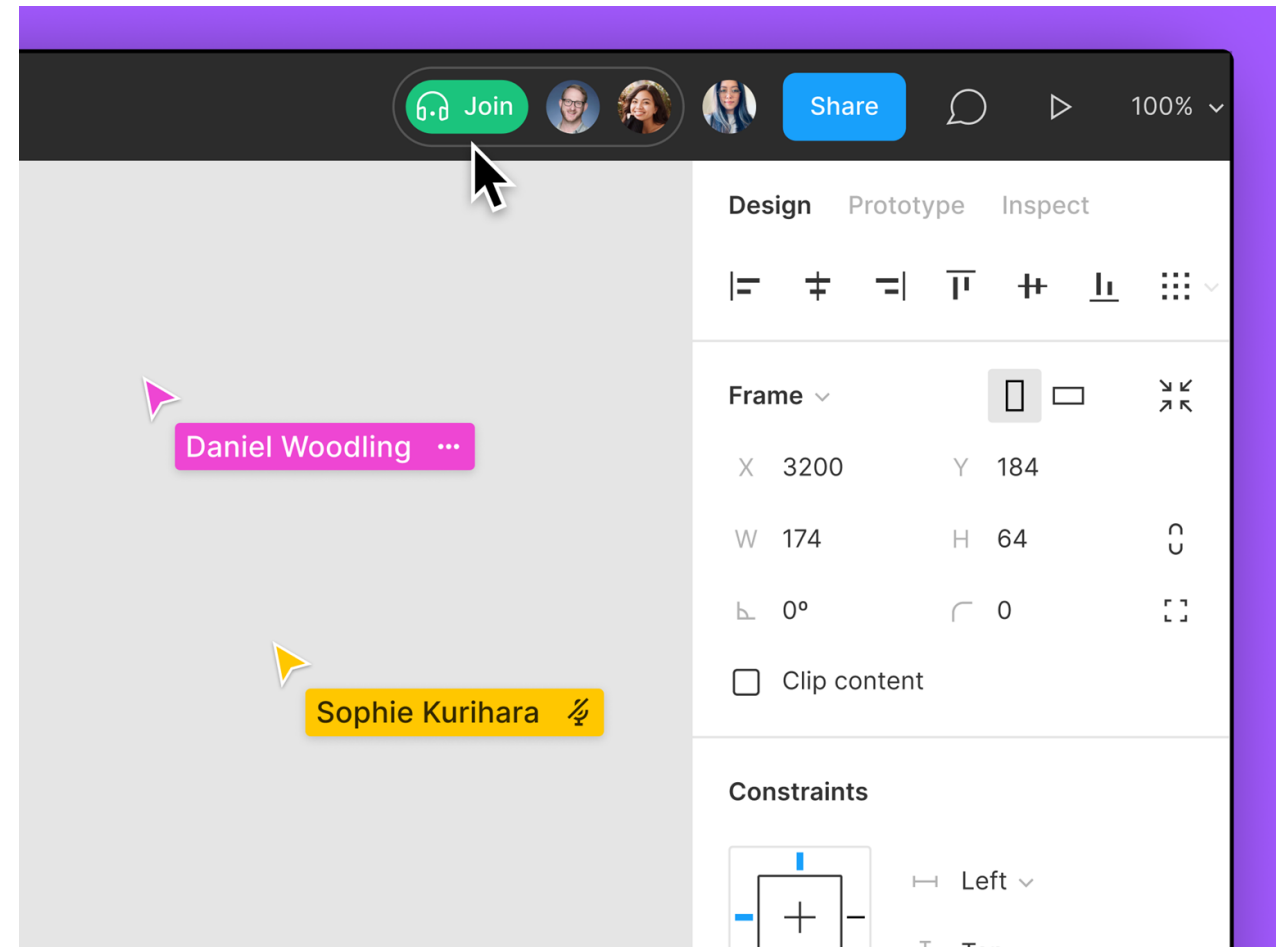 Join
Share
100%
Design Prototype Inspect
Frame
X 3200 Y 184
Daniel Woodling ···
W 174 H 64
0º 0
Clip content
Sophie Kurihara
Constraints
Left